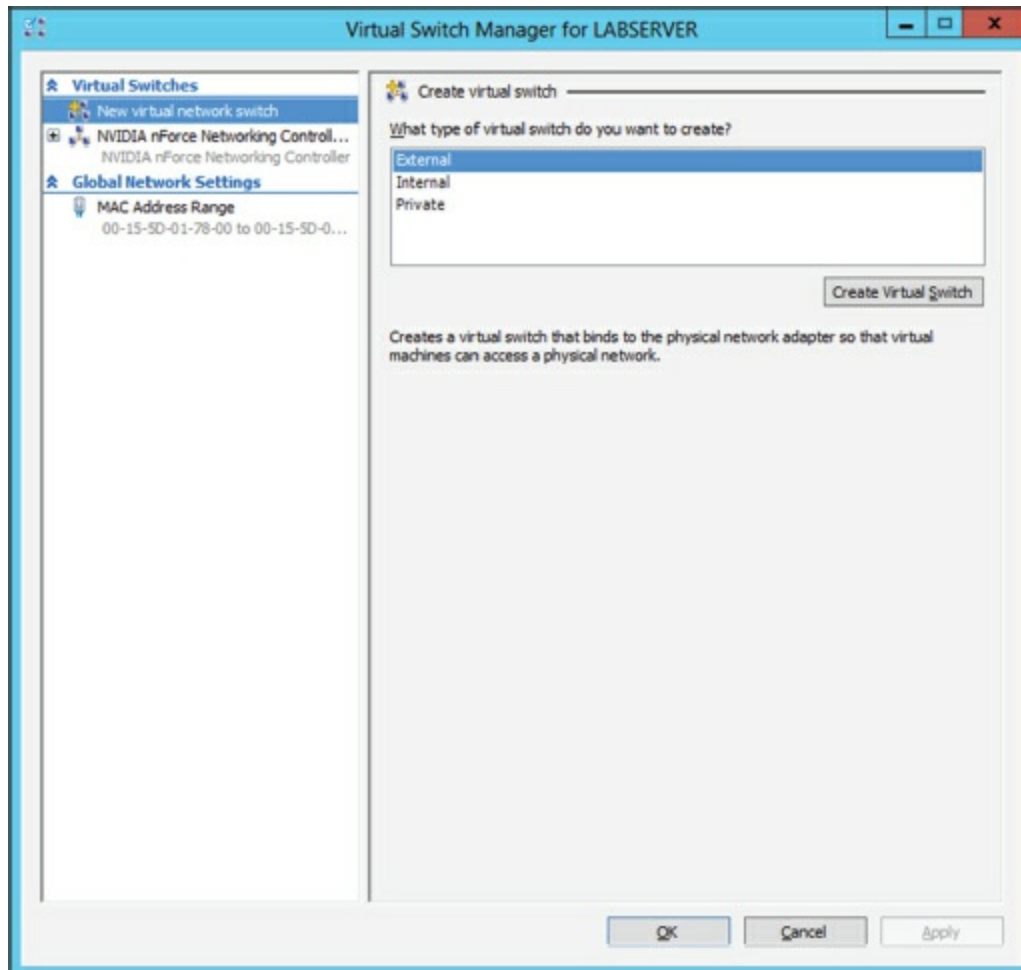 Virtual Switch Manager for LABSERVER
Virtual Switches
New virtual network switch
NVIDIA nForce Networking Controll...
NVIDIA nForce Networking Controller
Global Network Settings
MAC Address Range
00-15-5D-01-78-00 to 00-15-5D-0...
Create virtual switch
What type of virtual switch do you want to create?
External
Internal
Private
Create Virtual Switch
Creates a virtual switch that binds to the physical network adapter so that virtual
machines can access a physical network.
OK
Cancel
Apply